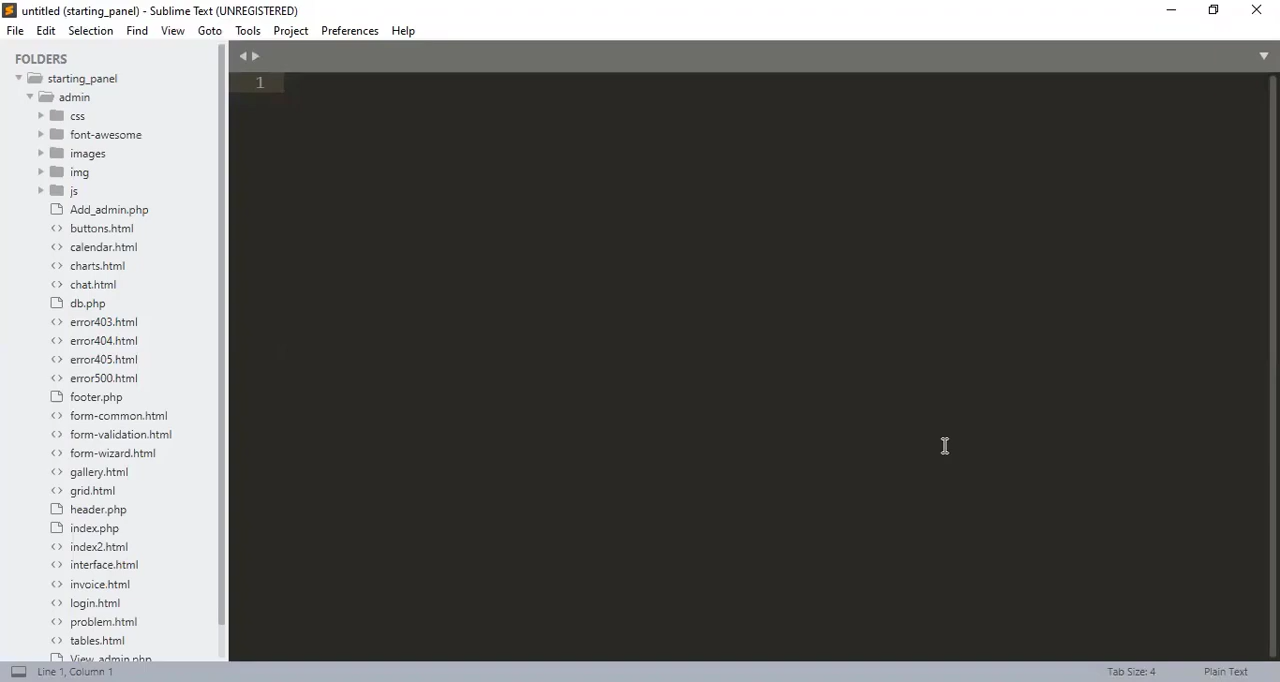 untitled (starting_panel) - Sublime Text (UNREGISTERED)
File Edit Selection Find View Goto Tools Project Preferences Help
FOLDERS
starting_panel
admin
css
font-awesome
images
img
js
Add_admin.php
buttons.html
calendar.html
charts.html
chat.html
db.php
error403.html
error404.html
error405.html
error500.html
footer.php
form-common.html
form-validation.html
form-wizard.html
gallery.html
grid.html
header.php
index.php
index2.html
interface.html
invoice.html
login.html
problem.html
tables.html
View_admin.php
1
Line 1, Column 1
Tab Size: 4
Plain Text